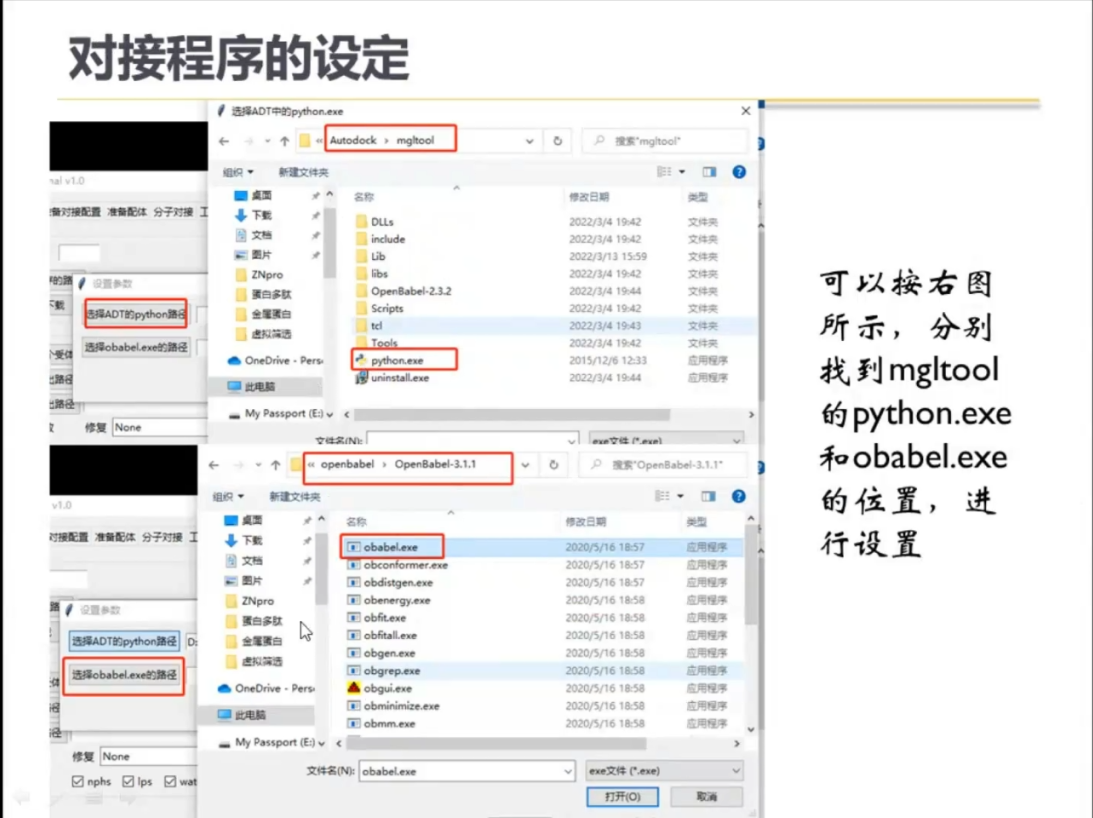 对接程序的设定
选择ADT中的python.exe
Autodock › mgltool
搜索"mgltool"
组织 新建文件夹
nal v1.0
准备对接配置 准备配体 分子对接
设置参数
选择ADT的python路径
选择obabel.exe的路径
修复 None
桌面
下载
文档
图片
ZNpro
蛋白多肽
金属蛋白
虚拟筛选
OneDrive - Pers
此电脑
My Passport (E:)
名称 修改日期 类型
DLLs 2022/3/4 19:42 文件夹
include 2022/3/4 19:42 文件夹
Lib 2022/3/13 15:59 文件夹
libs 2022/3/4 19:42 文件夹
OpenBabel-2.3.2 2022/3/4 19:44 文件夹
Scripts 2022/3/4 19:42 文件夹
tcl 2022/3/4 19:43 文件夹
Tools 2022/3/4 19:42 文件夹
python.exe 2015/12/6 12:33 应用程序
uninstall.exe 2022/3/4 19:44 应用程序
文件名(N): exe文件 (*.exe)
« openbabel › OpenBabel-3.1.1
搜索"OpenBabel-3.1.1"
组织 新建文件夹
v1.0
对接配置 准备配体 分子对接
设置参数
选择ADT的python路径 D:
选择obabel.exe的路径
修复 None
nphs lps wat
桌面
下载
文档
图片
ZNpro
蛋白多肽
金属蛋白
虚拟筛选
OneDrive - Pers
此电脑
My Passport (E:)
名称 修改日期 类型
obabel.exe 2020/5/16 18:57 应用程序
obconformer.exe 2020/5/16 18:57 应用程序
obdistgen.exe 2020/5/16 18:57 应用程序
obenergy.exe 2020/5/16 18:58 应用程序
obfit.exe 2020/5/16 18:58 应用程序
obfitall.exe 2020/5/16 18:58 应用程序
obgen.exe 2020/5/16 18:58 应用程序
obgrep.exe 2020/5/16 18:58 应用程序
obgui.exe 2020/5/16 18:58 应用程序
obminimize.exe 2020/5/16 18:58 应用程序
obmm.exe 2020/5/16 18:58 应用程序
文件名(N): obabel.exe exe文件 (*.exe)
打开(O) 取消
可以按右图
所示，分别
找到mgltool
的python.exe
和obabel.exe
的位置，进
行设置